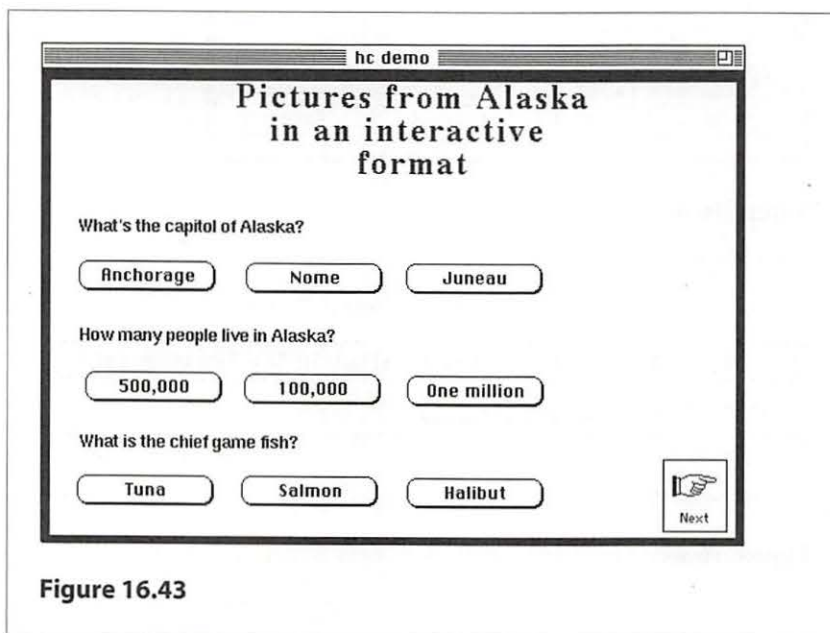 hc demo
Pictures from Alaska
in an interactive
format
What's the capitol of Alaska?
Anchorage Nome Juneau
How many people live in Alaska?
500,000 100,000 One million
What is the chief game fish?
Tuna Salmon Halibut
Next
Figure 16.43